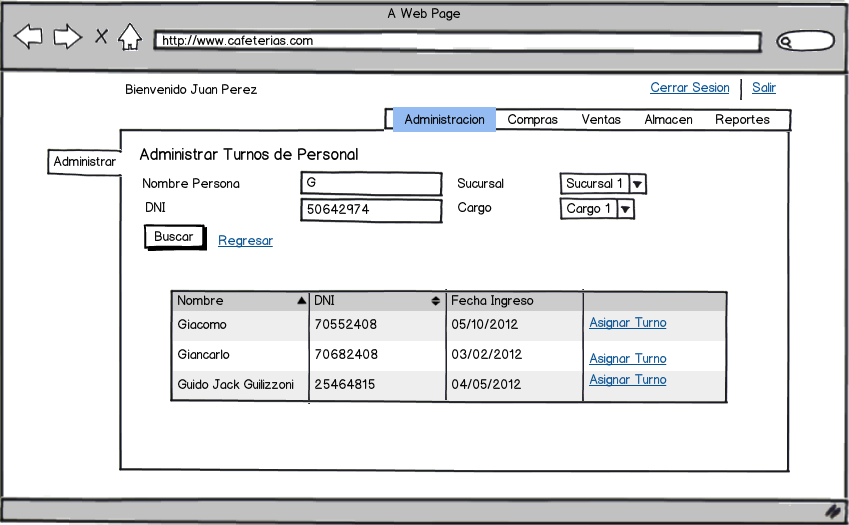 A Web Page
http://www.cafeterias.com
Bienvenido Juan Perez
Cerrar Sesion Salir
Administracion Compras Ventas Almacen Reportes
Administrar
Administrar Turnos de Personal
Nombre Persona G Sucursal Sucursal 1
DNI 50642974 Cargo Cargo 1
Buscar Regresar
Nombre DNI Fecha Ingreso
Giacomo 70552408 05/10/2012 Asignar Turno
Giancarlo 70682408 03/02/2012 Asignar Turno
Guido Jack Guilizzoni 25464815 04/05/2012 Asignar Turno